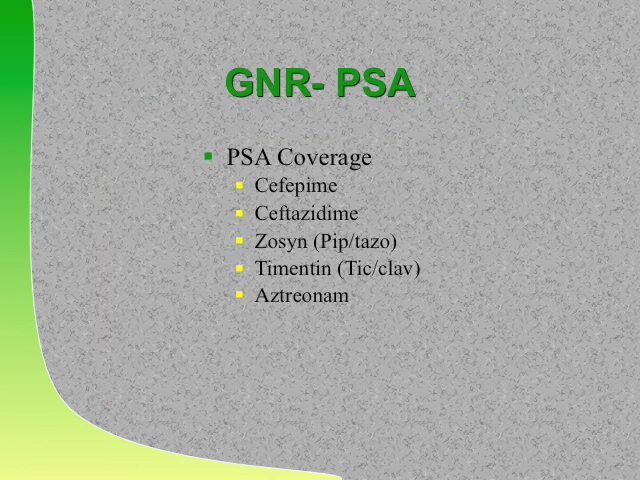 GNR- PSA
PSA Coverage
Cefepime
Ceftazidime
Zosyn (Pip/tazo)
Timentin (Tic/clav)
Aztreonam